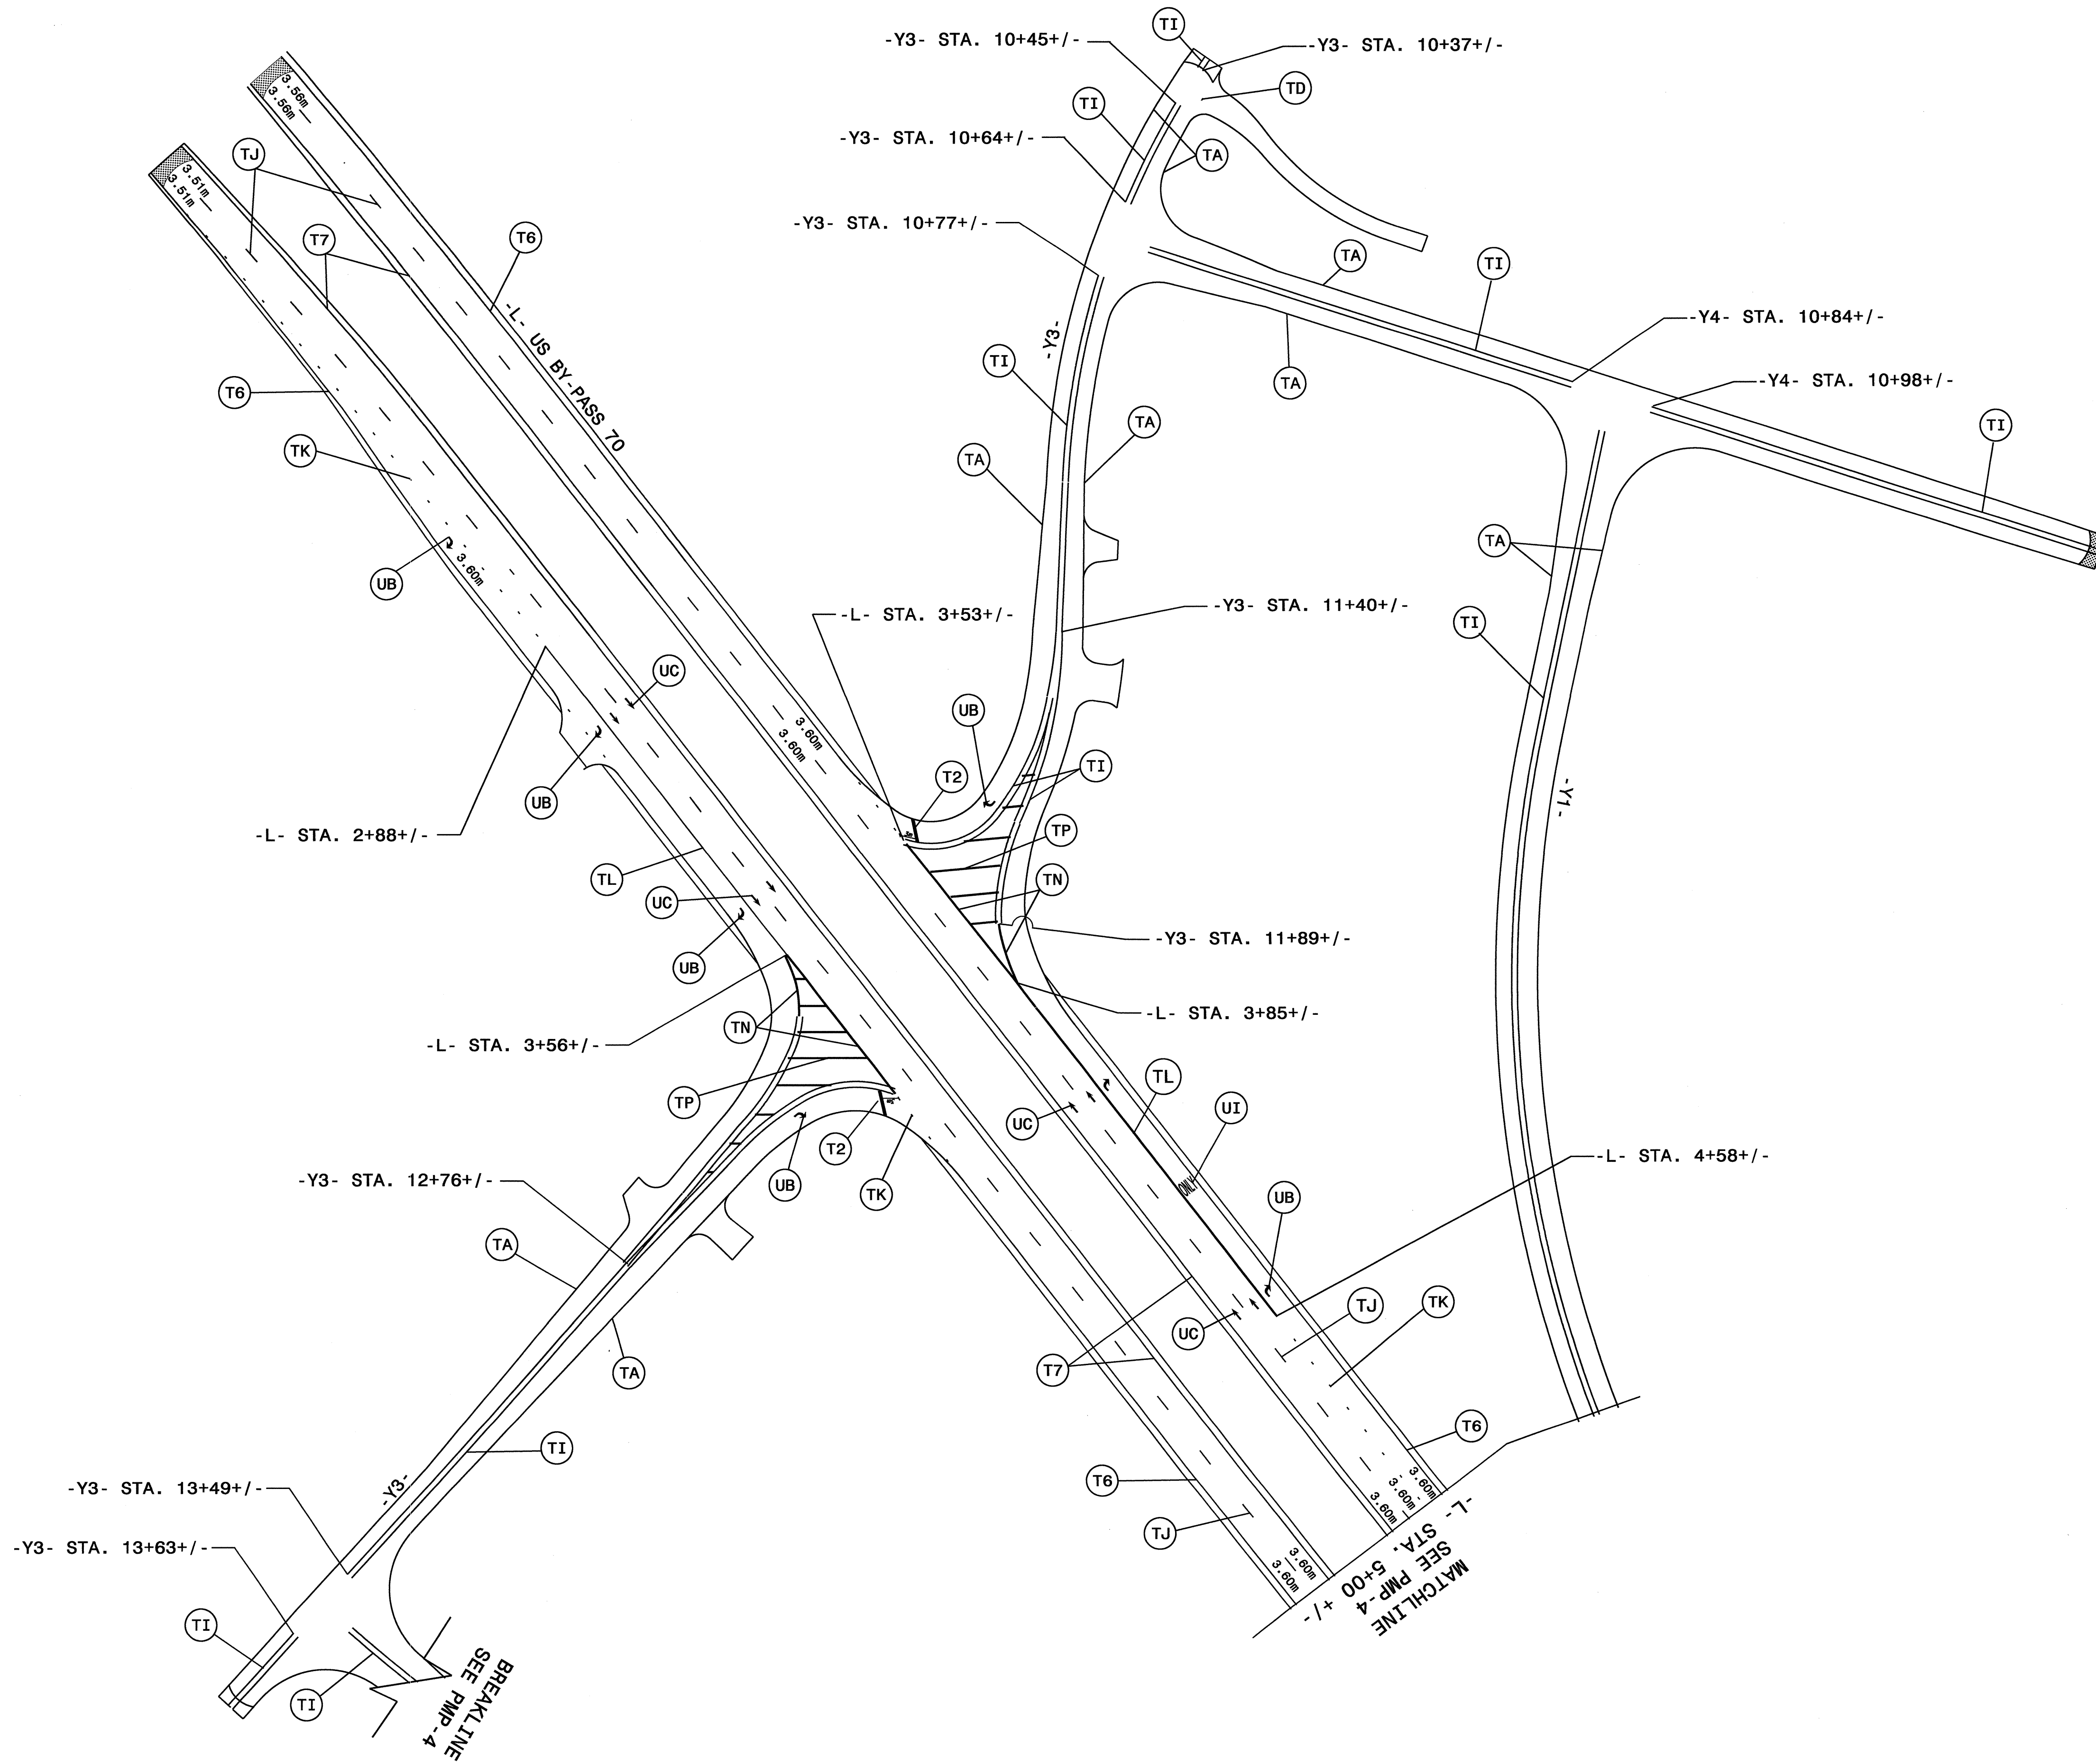 TI
-Y3- STA. 10+45+/-
-Y3- STA. 10+37+/-
3.56m
3.56m
TD
TI
-Y3- STA. 10+64+/-
TJ
TA
3.51m
3.51m
-Y3- STA. 10+77+/-
T7
T6
TA
TI
-L- US BY-PASS 70
-Y4- STA. 10+84+/-
-Y3-
TI
TA
-Y4- STA. 10+98+/-
T6
TI
TA
TK
TA
TA
3.60m
UB
-L- STA. 3+53+/-
-Y3- STA. 11+40+/-
TI
UC
UB
3.60m
3.60m
TI
T2
-Y1-
UB
-L- STA. 2+88+/-
TP
TL
TN
UC
-Y3- STA. 11+89+/-
UB
-L- STA. 3+85+/-
TN
-L- STA. 3+56+/-
TL
TP
UI
UC
T2
-L- STA. 4+58+/-
-Y3- STA. 12+76+/-
UB
TK
ONLY
UB
TA
TJ
TK
UC
T7
TA
T6
TI
T6
-Y3-
-Y3- STA. 13+49+/-
3.60m
3.60m
3.60m
TJ
-Y3- STA. 13+63+/-
3.60m
3.60m
MATCHLINE
SEE PMP-4
-L- STA. 5+00 +/-
TI
TI
BREAKLINE
SEE PMP-4